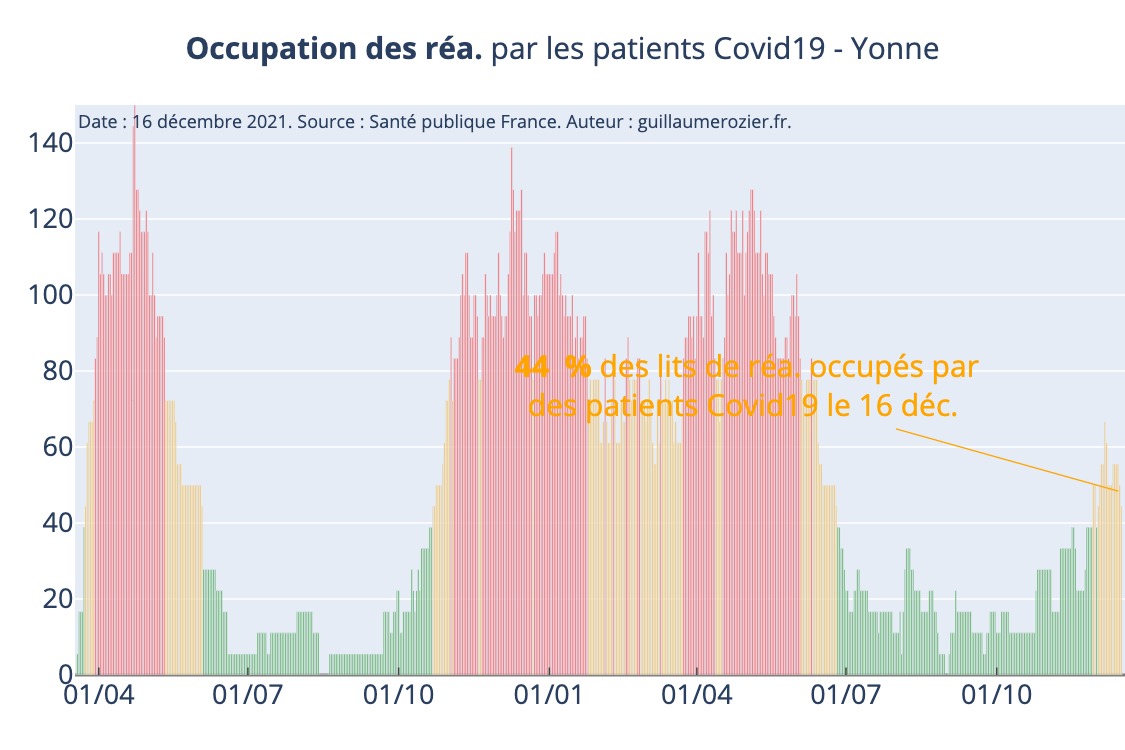 Occupation des réa. par les patients Covid19 - Yonne
Date : 16 décembre 2021. Source : Santé publique France. Auteur : guillaumerozier.fr.
140
120
100
80
60
40
20
0
44 % des lits de réa. occupés par
des patients Covid19 le 16 déc.
01/04 01/07 01/10 01/01 01/04 01/07 01/10